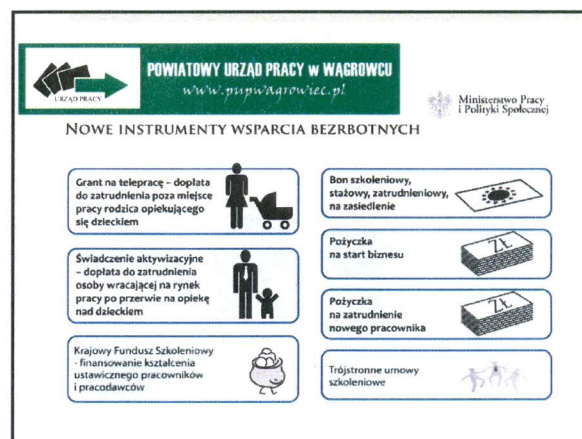 POWIATOWY URZĄD PRACY w WĄGROWCU
www.pupwagrowiec.pl
URZĄD PRACY
Ministerstwo Pracy
i Polityki Społecznej
NOWE INSTRUMENTY WSPARCIA BEZRBOTNYCH
Grant na telepracę – dopłata
do zatrudnienia poza miejsce
pracy rodzica opiekującego
się dzieckiem
Świadczenie aktywizacyjne
– dopłata do zatrudnienia
osoby wracającej na rynek
pracy po przerwie na opiekę
nad dzieckiem
Krajowy Fundusz Szkoleniowy
- finansowanie kształcenia
ustawicznego pracowników
i pracodawców
Bon szkoleniowy,
stażowy, zatrudnieniowy,
na zasiedlenie
Pożyczka
na start biznesu
ZŁ
Pożyczka
na zatrudnienie
nowego pracownika
ZŁ
Trójstronne umowy
szkoleniowe